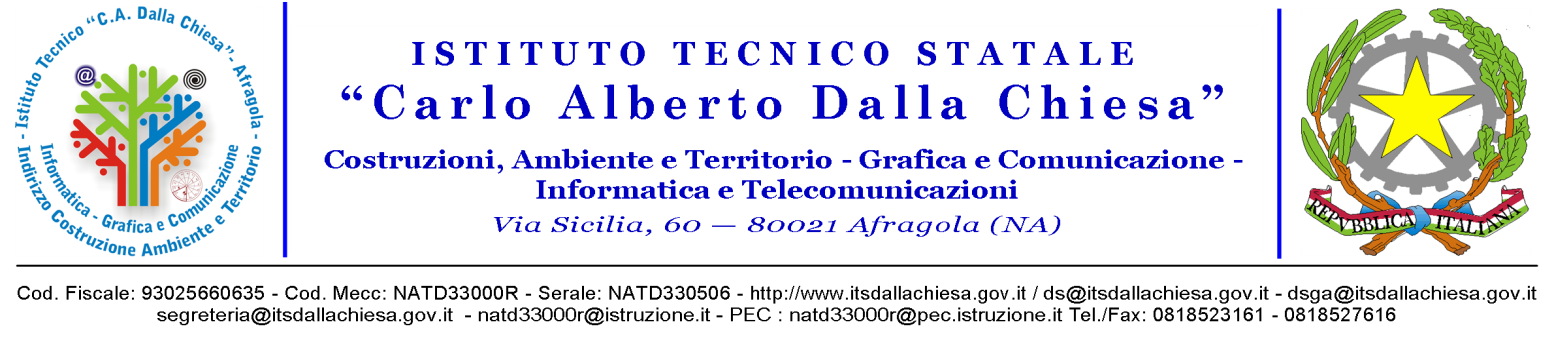 - Istituto Tecnico “C.A. Dalla Chiesa”- Afragola -
Indirizzo Costruzione Ambiente e Territorio
Informatica - Grafica e Comunicazione
@
ISTITUTO TECNICO STATALE
“Carlo Alberto Dalla Chiesa”
Costruzioni, Ambiente e Territorio - Grafica e Comunicazione -
Informatica e Telecomunicazioni
Via Sicilia, 60 — 80021 Afragola (NA)
REPVBBLICA ITALIANA
Cod. Fiscale: 93025660635 - Cod. Mecc: NATD33000R - Serale: NATD330506 - http://www.itsdallachiesa.gov.it / ds@itsdallachiesa.gov.it - dsga@itsdallachiesa.gov.it
segreteria@itsdallachiesa.gov.it - natd33000r@istruzione.it - PEC : natd33000r@pec.istruzione.it Tel./Fax: 0818523161 - 0818527616